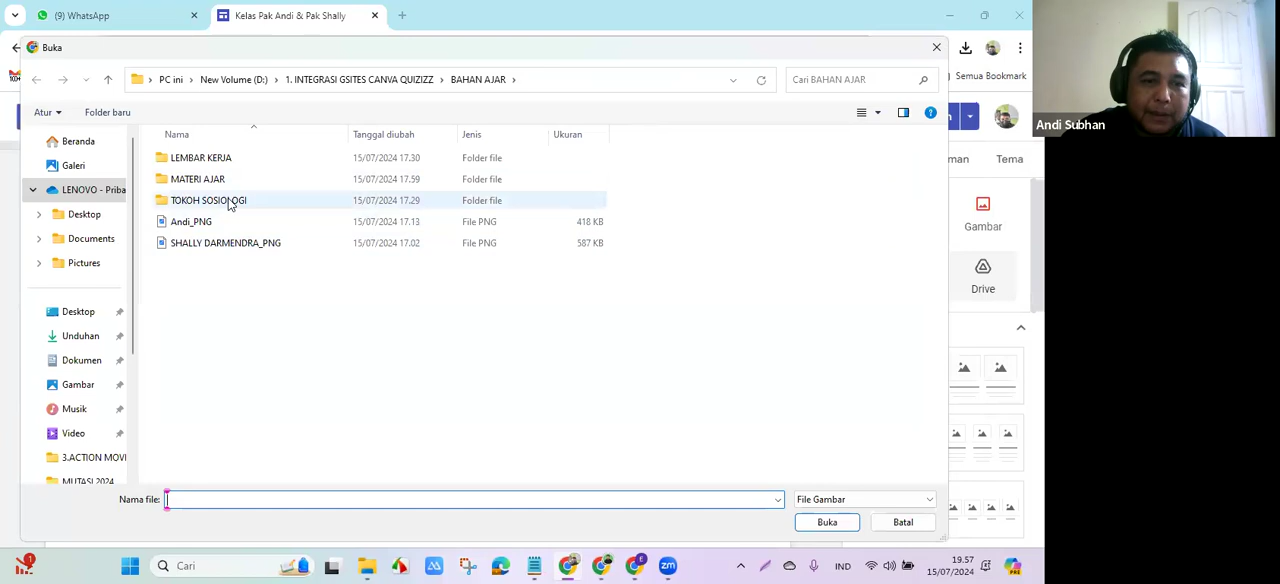 (9) WhatsApp
Kelas Pak Andi & Pak Shally
Buka
PC ini > New Volume (D:) > 1. INTEGRASI GSITES CANVA QUIZIZZ > BAHAN AJAR >
Cari BAHAN AJAR
Semua Bookmark
Atur
Folder baru
Andi Subhan
Nama
Tanggal diubah
Jenis
Ukuran
Beranda
Galeri
LENOVO - Priba
Desktop
Documents
Pictures
Desktop
Unduhan
Dokumen
Gambar
Musik
Video
3.ACTION MOVI
MUTASI 2024
LEMBAR KERJA 15/07/2024 17.30 Folder file
MATERI AJAR 15/07/2024 17.59 Folder file
TOKOH SOSIOLOGI 15/07/2024 17.29 Folder file
Andi_PNG 15/07/2024 17.13 File PNG 418 KB
SHALLY DARMENDRA_PNG 15/07/2024 17.02 File PNG 587 KB
man
Tema
Gambar
Drive
Nama file:
File Gambar
Buka
Batal
Cari
IND
19.57
15/07/2024